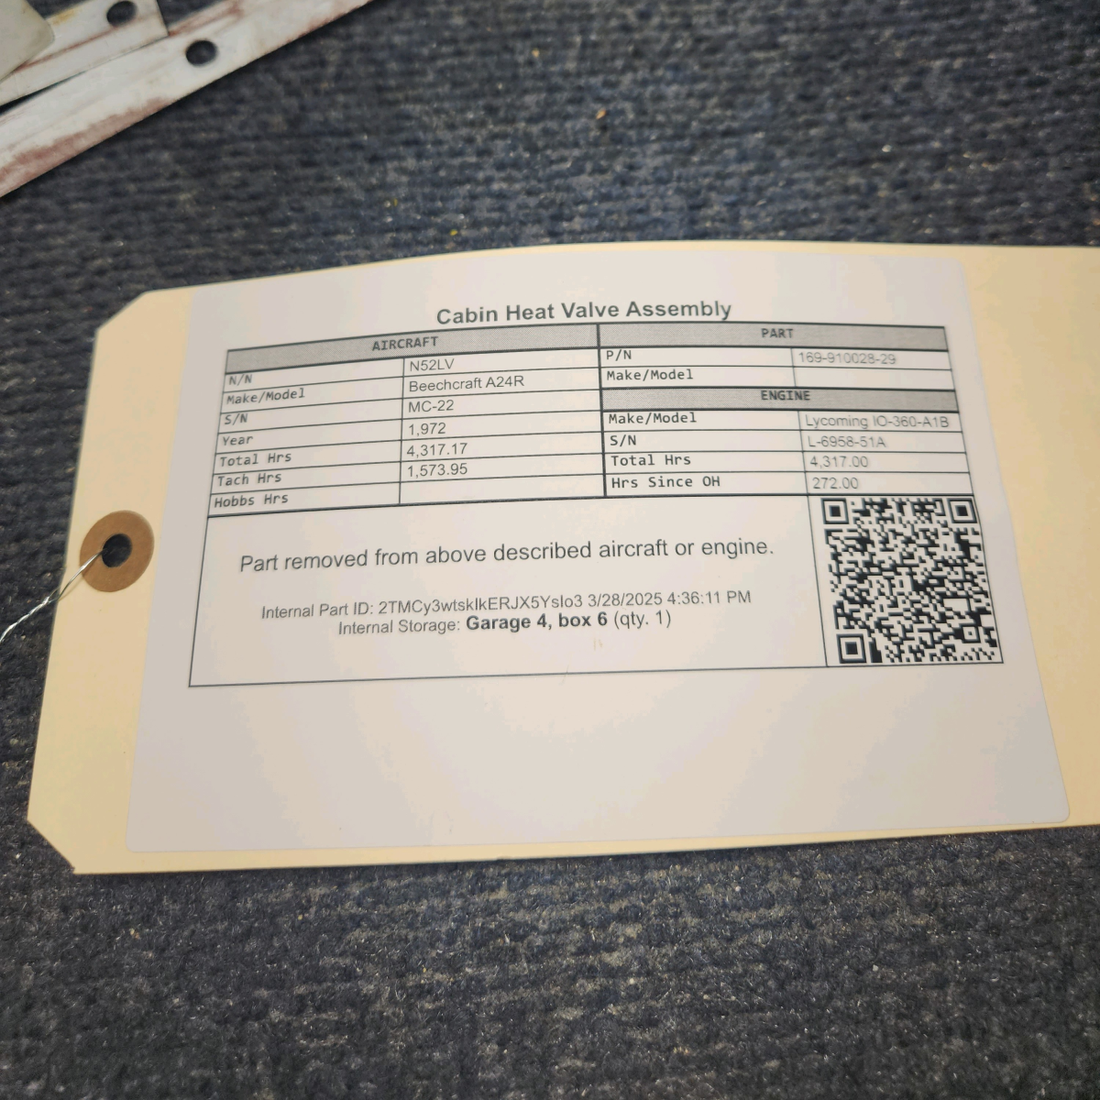 Cabin Heat Valve Assembly
AIRCRAFT
N/N N52LV
Make/Model Beechcraft A24R
S/N MC-22
Year 1,972
Total Hrs 4,317.17
Tach Hrs 1,573.95
Hobbs Hrs
PART
P/N 169-910028-29
Make/Model
ENGINE
Make/Model Lycoming IO-360-A1B
S/N L-6958-51A
Total Hrs 4,317.00
Hrs Since OH 272.00
Part removed from above described aircraft or engine.
Internal Part ID: 2TMCy3wtsklkERJX5Yslo3 3/28/2025 4:36:11 PM
Internal Storage: Garage 4, box 6 (qty. 1)